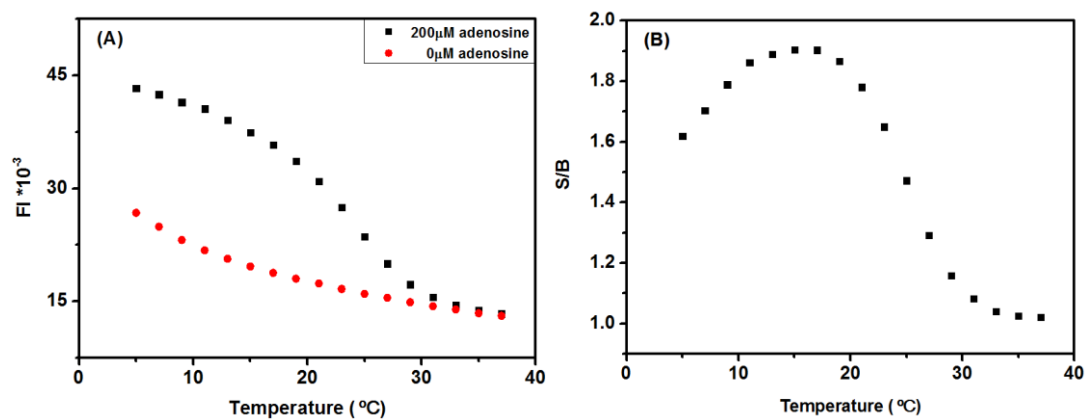 (A)
200μM adenosine
0μM adenosine
45
30
15
FI *10⁻³
0
10
20
30
40
Temperature ( ºC)
(B)
2.0
1.8
1.6
1.4
1.2
1.0
S/B
0
10
20
30
40
Temperature ( ºC)